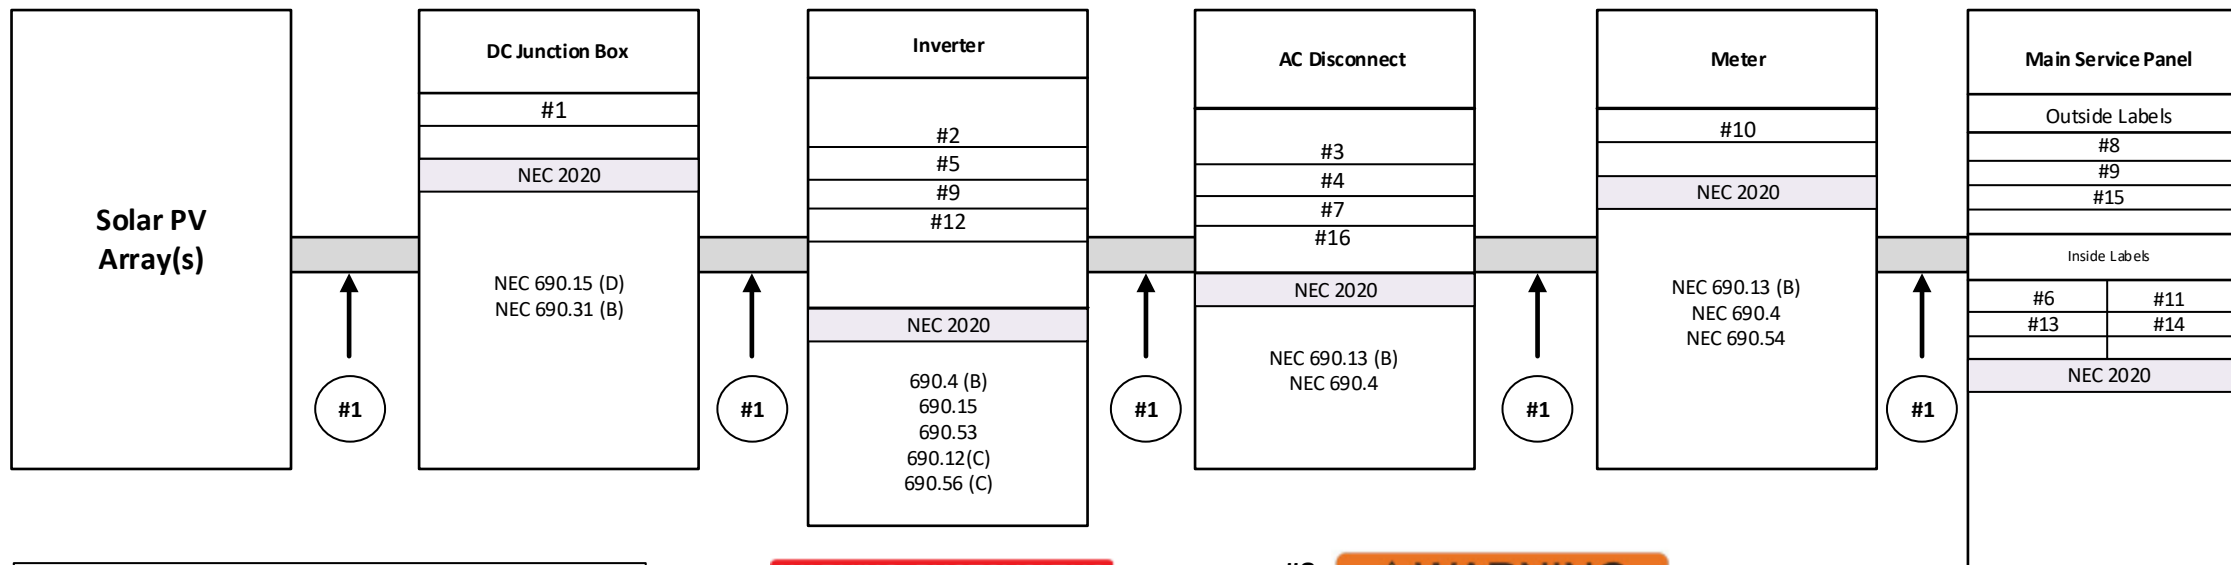 Solar PV
Array(s)
#1
DC Junction Box
#1
NEC 2020
NEC 690.15 (D)
NEC 690.31 (B)
#1
Inverter
#2
#5
#9
#12
NEC 2020
690.4 (B)
690.15
690.53
690.12(C)
690.56 (C)
#1
AC Disconnect
#3
#4
#7
#16
NEC 2020
NEC 690.13 (B)
NEC 690.4
#1
Meter
#10
NEC 2020
NEC 690.13 (B)
NEC 690.4
NEC 690.54
#1
Main Service Panel
Outside Labels
#8
#9
#15
Inside Labels
#6 #11
#13 #14
NEC 2020
WARNING